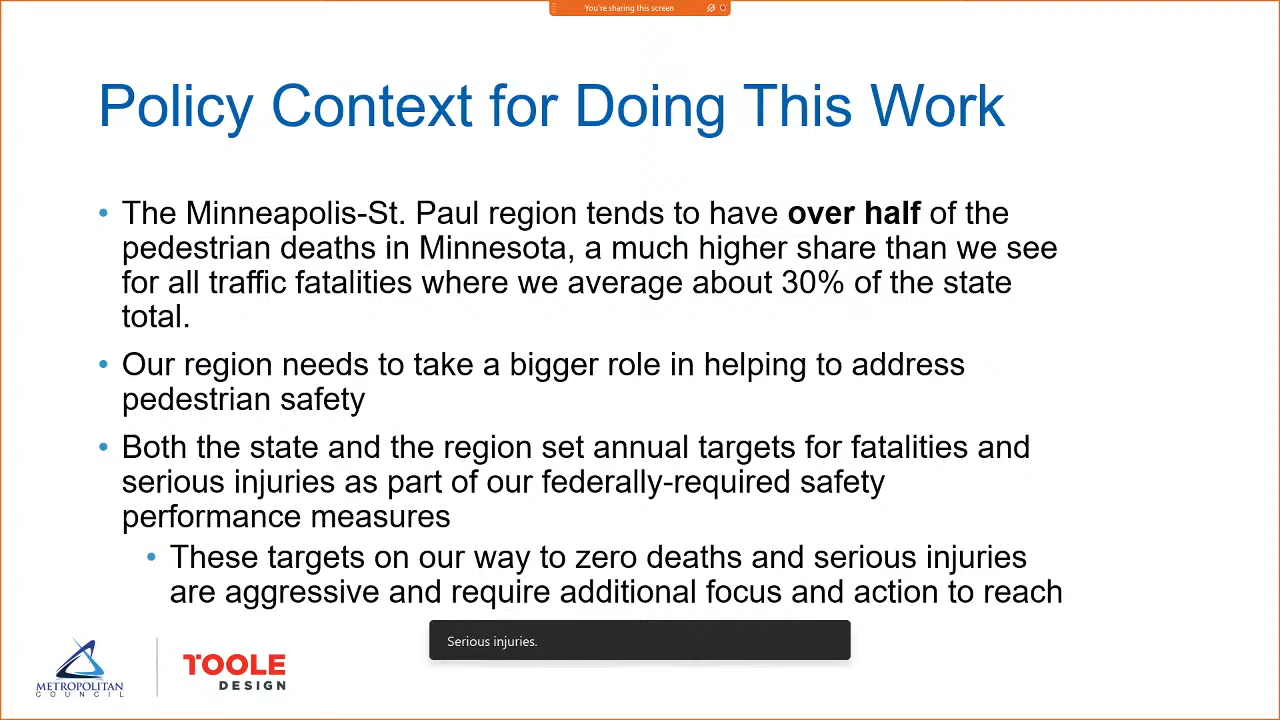 You're sharing this screen
Policy Context for Doing This Work
• The Minneapolis-St. Paul region tends to have over half of the
pedestrian deaths in Minnesota, a much higher share than we see
for all traffic fatalities where we average about 30% of the state
total.
• Our region needs to take a bigger role in helping to address
pedestrian safety
• Both the state and the region set annual targets for fatalities and
serious injuries as part of our federally-required safety
performance measures
• These targets on our way to zero deaths and serious injuries
are aggressive and require additional focus and action to reach
Serious injuries.
METROPOLITAN
COUNCIL
TOOLE
DESIGN